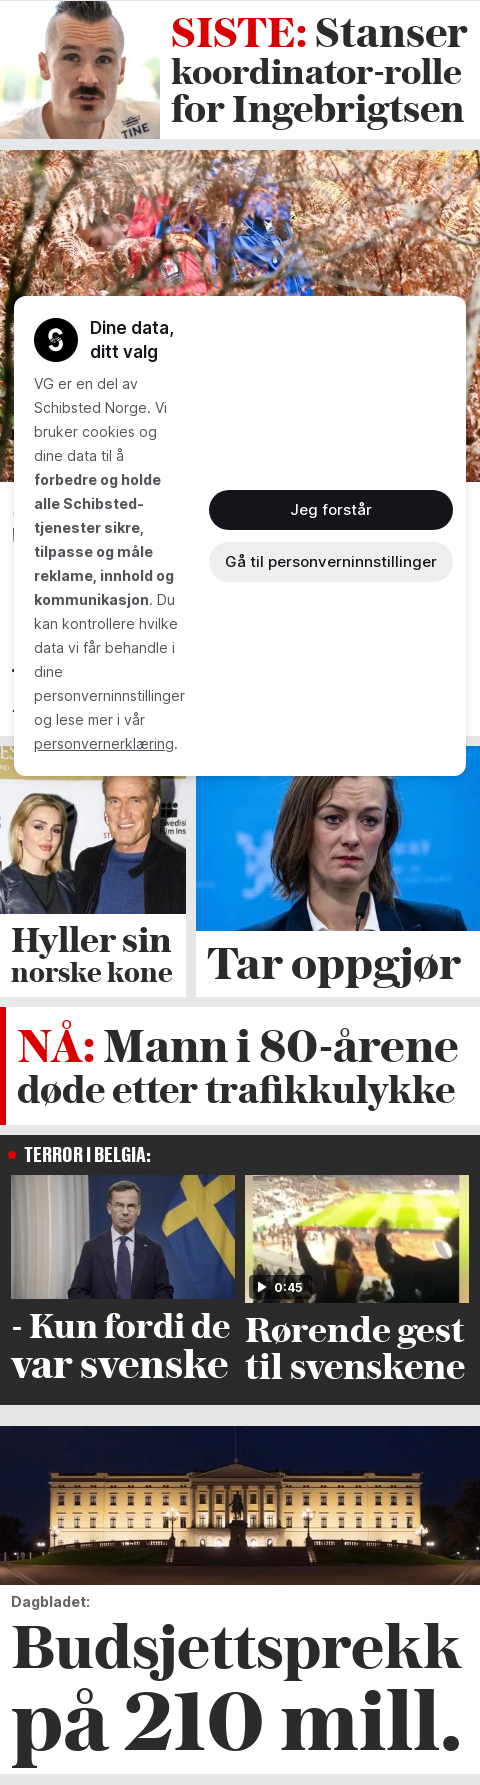 SISTE: Stanser
koordinator-rolle
for Ingebrigtsen
TINE
Dine data,
ditt valg
VG er en del av
Schibsted Norge. Vi
bruker cookies og
dine data til å
forbedre og holde
alle Schibsted-
tjenester sikre,
tilpasse og måle
reklame, innhold og
kommunikasjon. Du
kan kontrollere hvilke
data vi får behandle i
dine
personverninnstillinger
og lese mer i vår
personvernerklæring.
Jeg forstår
Gå til personverninnstillinger
Hyller sin
norske kone
Tar oppgjør
NÅ: Mann i 80-årene
døde etter trafikkulykke
TERROR I BELGIA:
0:45
- Kun fordi de
var svenske
Rørende gest
til svenskene
Dagbladet:
Budsjettsprekk
på 210 mill.